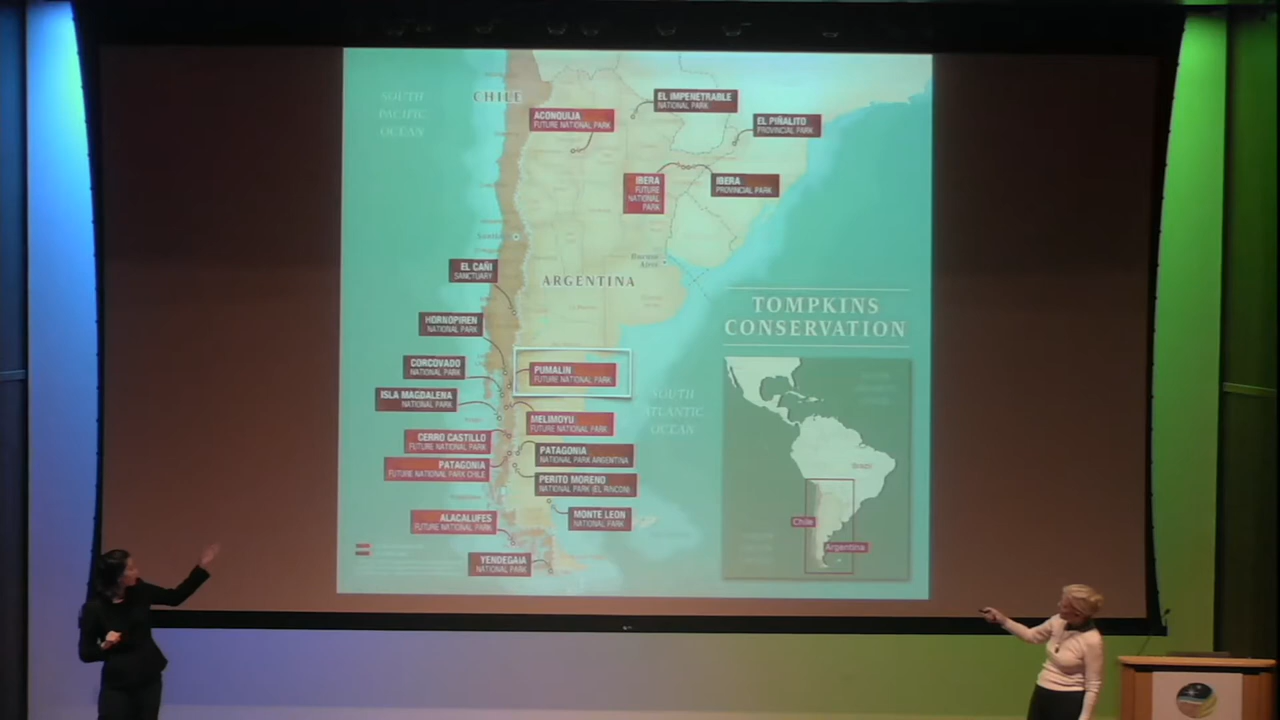 SOUTH
PACIFIC
OCEAN
CHILE
ACONQUIJA
FUTURE NATIONAL PARK
EL IMPENETRABLE
NATIONAL PARK
EL PIÑALITO
PROVINCIAL PARK
IBERA
FUTURE
NATIONAL
PARK
IBERA
PROVINCIAL PARK
Buenos
Aires
EL CAÑI
SANCTUARY
ARGENTINA
HORNOPIREN
NATIONAL PARK
TOMPKINS
CONSERVATION
CORCOVADO
NATIONAL PARK
PUMALIN
FUTURE NATIONAL PARK
ISLA MAGDALENA
NATIONAL PARK
SOUTH
ATLANTIC
OCEAN
MELIMOYU
FUTURE NATIONAL PARK
CERRO CASTILLO
FUTURE NATIONAL PARK
PATAGONIA
NATIONAL PARK ARGENTINA
PATAGONIA
FUTURE NATIONAL PARK CHILE
PERITO MORENO
NATIONAL PARK (EL RINCON)
ALACALUFES
FUTURE NATIONAL PARK
MONTE LEON
NATIONAL PARK
YENDEGAIA
NATIONAL PARK
BRAZIL
Chile
Argentina